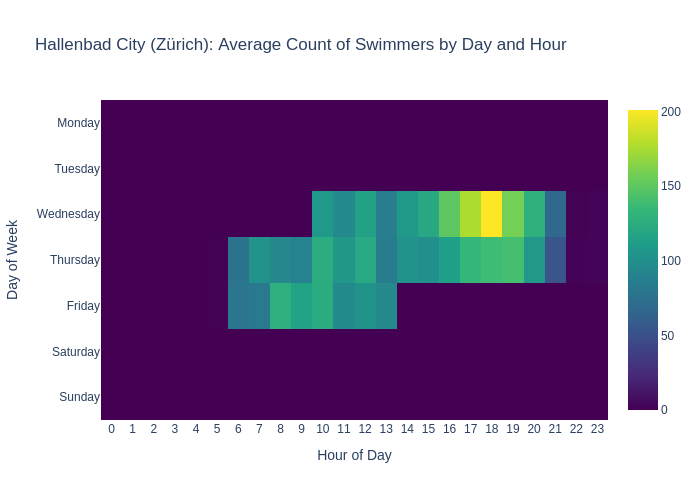 Hallenbad City (Zürich): Average Count of Swimmers by Day and Hour
Monday
Tuesday
Wednesday
Thursday
Friday
Saturday
Sunday
Day of Week
0 1 2 3 4 5 6 7 8 9 10 11 12 13 14 15 16 17 18 19 20 21 22 23
Hour of Day
200
150
100
50
0